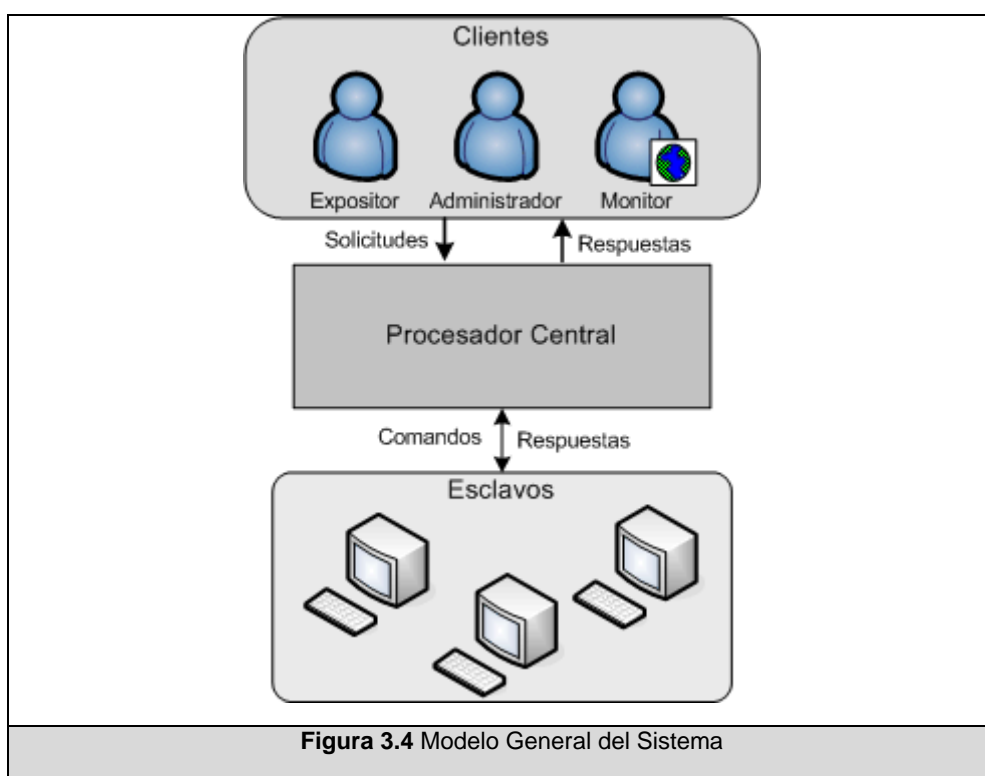 Clientes
Expositor Administrador Monitor
Solicitudes Respuestas
Procesador Central
Comandos Respuestas
Esclavos
Figura 3.4 Modelo General del Sistema